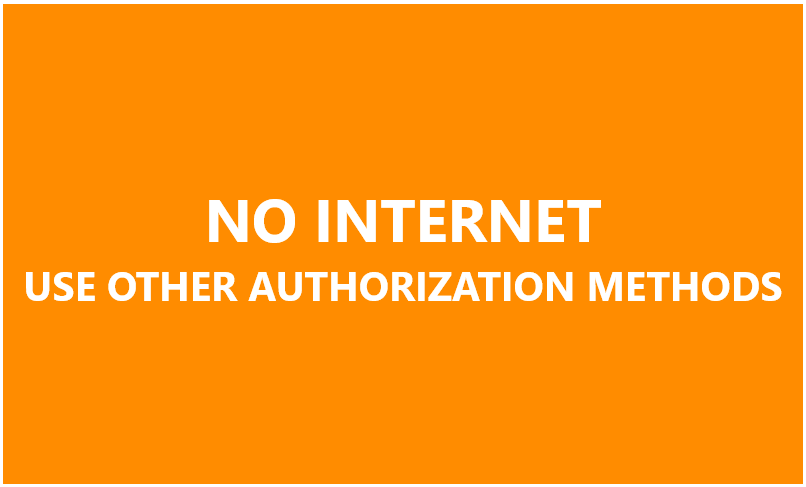 NO INTERNET
USE OTHER AUTHORIZATION METHODS